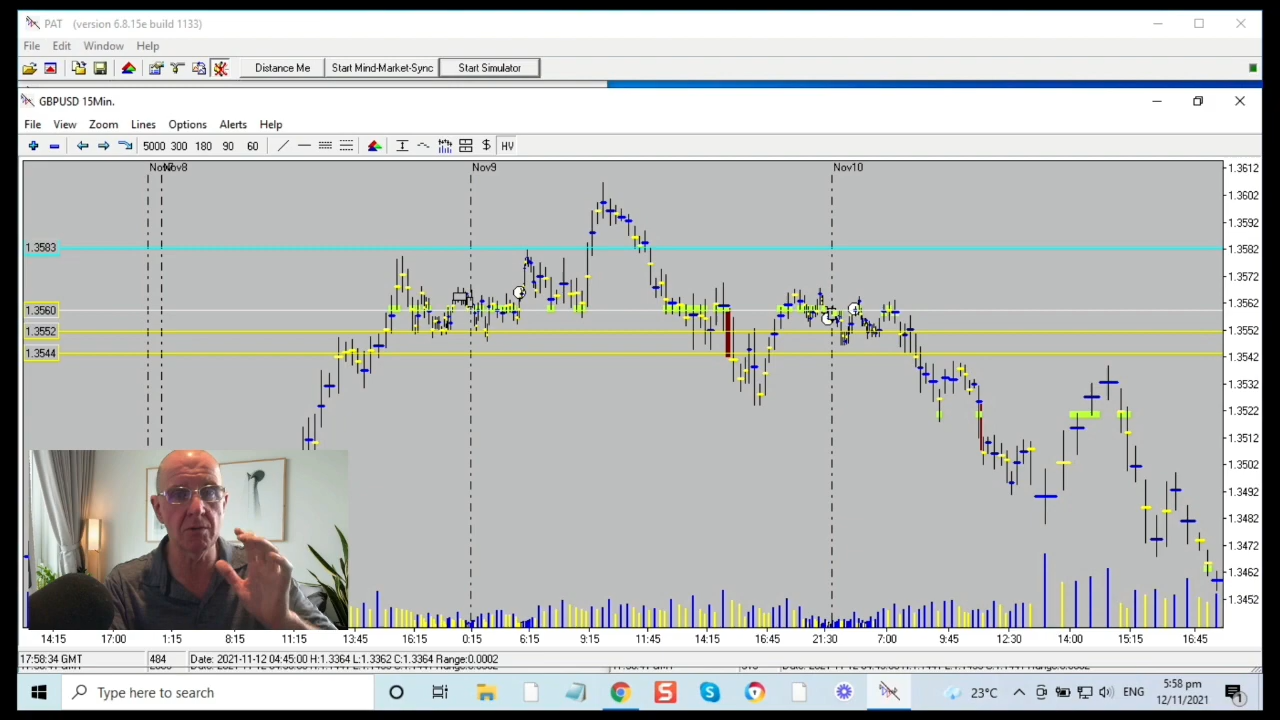 PAT (version 6.8.15e build 1133)
File Edit Window Help
Distance Me Start Mind-Market-Sync Start Simulator
GBPUSD 15Min.
File View Zoom Lines Options Alerts Help
5000 300 180 90 60 $ HV
Nov8 Nov9 Nov10
1.3612
1.3602
1.3592
1.3583 1.3582
1.3572
1.3560 1.3562
1.3552 1.3552
1.3544 1.3542
1.3532
1.3522
1.3512
1.3502
1.3492
1.3482
1.3472
1.3462
1.3452
14:15 17:00 1:15 8:15 11:15 13:45 16:15 0:15 6:15 9:15 11:45 14:15 16:45 21:30 7:00 9:45 12:30 14:00 15:15 16:45
17:58:34 GMT 484 Date: 2021-11-12 04:45:00 H:1.3364 L:1.3362 C:1.3364 Range:0.0002
Type here to search 23°C ENG 5:58 pm
12/11/2021